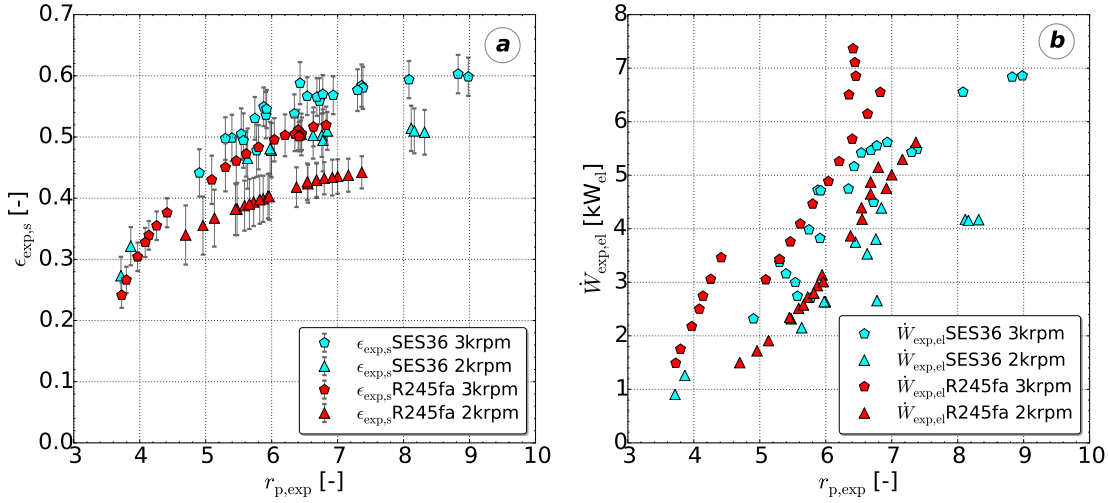 0.7
0.6
0.5
0.4
0.3
0.2
0.1
0.0
ϵexp,s [-]
a
ϵexp,sSES36 3krpm
ϵexp,sSES36 2krpm
ϵexp,sR245fa 3krpm
ϵexp,sR245fa 2krpm
3 4 5 6 7 8 9 10
rp,exp [-]
8
7
6
5
4
3
2
1
0
Ẇexp,el [kWel]
b
Ẇexp,elSES36 3krpm
Ẇexp,elSES36 2krpm
Ẇexp,elR245fa 3krpm
Ẇexp,elR245fa 2krpm
3 4 5 6 7 8 9 10
rp,exp [-]